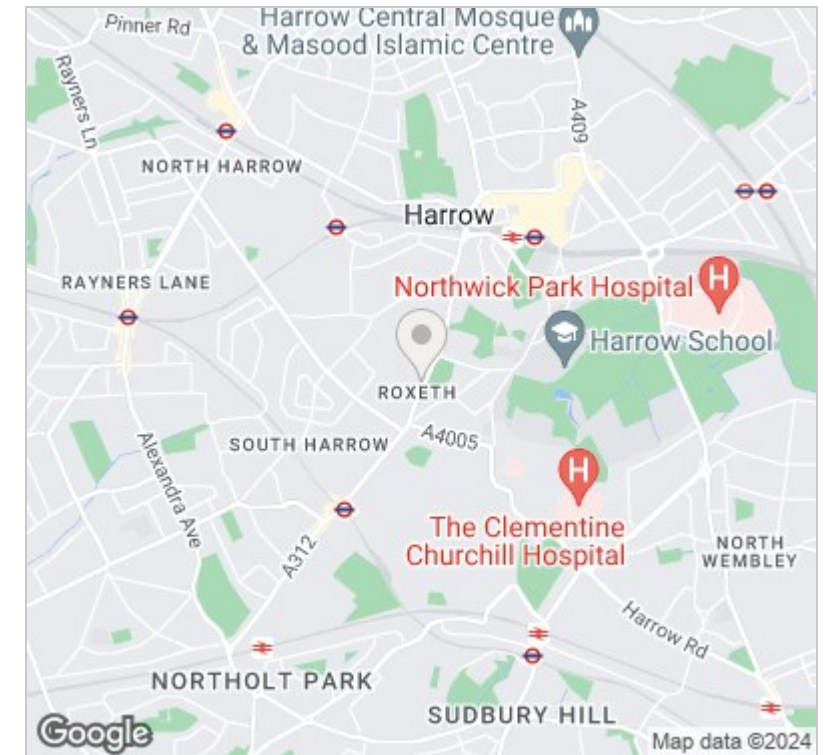 Harrow Central Mosque
& Masood Islamic Centre
Pinner Rd
Rayners Ln
A409
NORTH HARROW
Harrow
RAYNERS LANE
Northwick Park Hospital
H
Harrow School
ROXETH
SOUTH HARROW
A4005
Alexandra Ave
H
The Clementine
Churchill Hospital
A312
NORTH
WEMBLEY
Harrow Rd
NORTHOLT PARK
SUDBURY HILL
Google
Map data ©2024